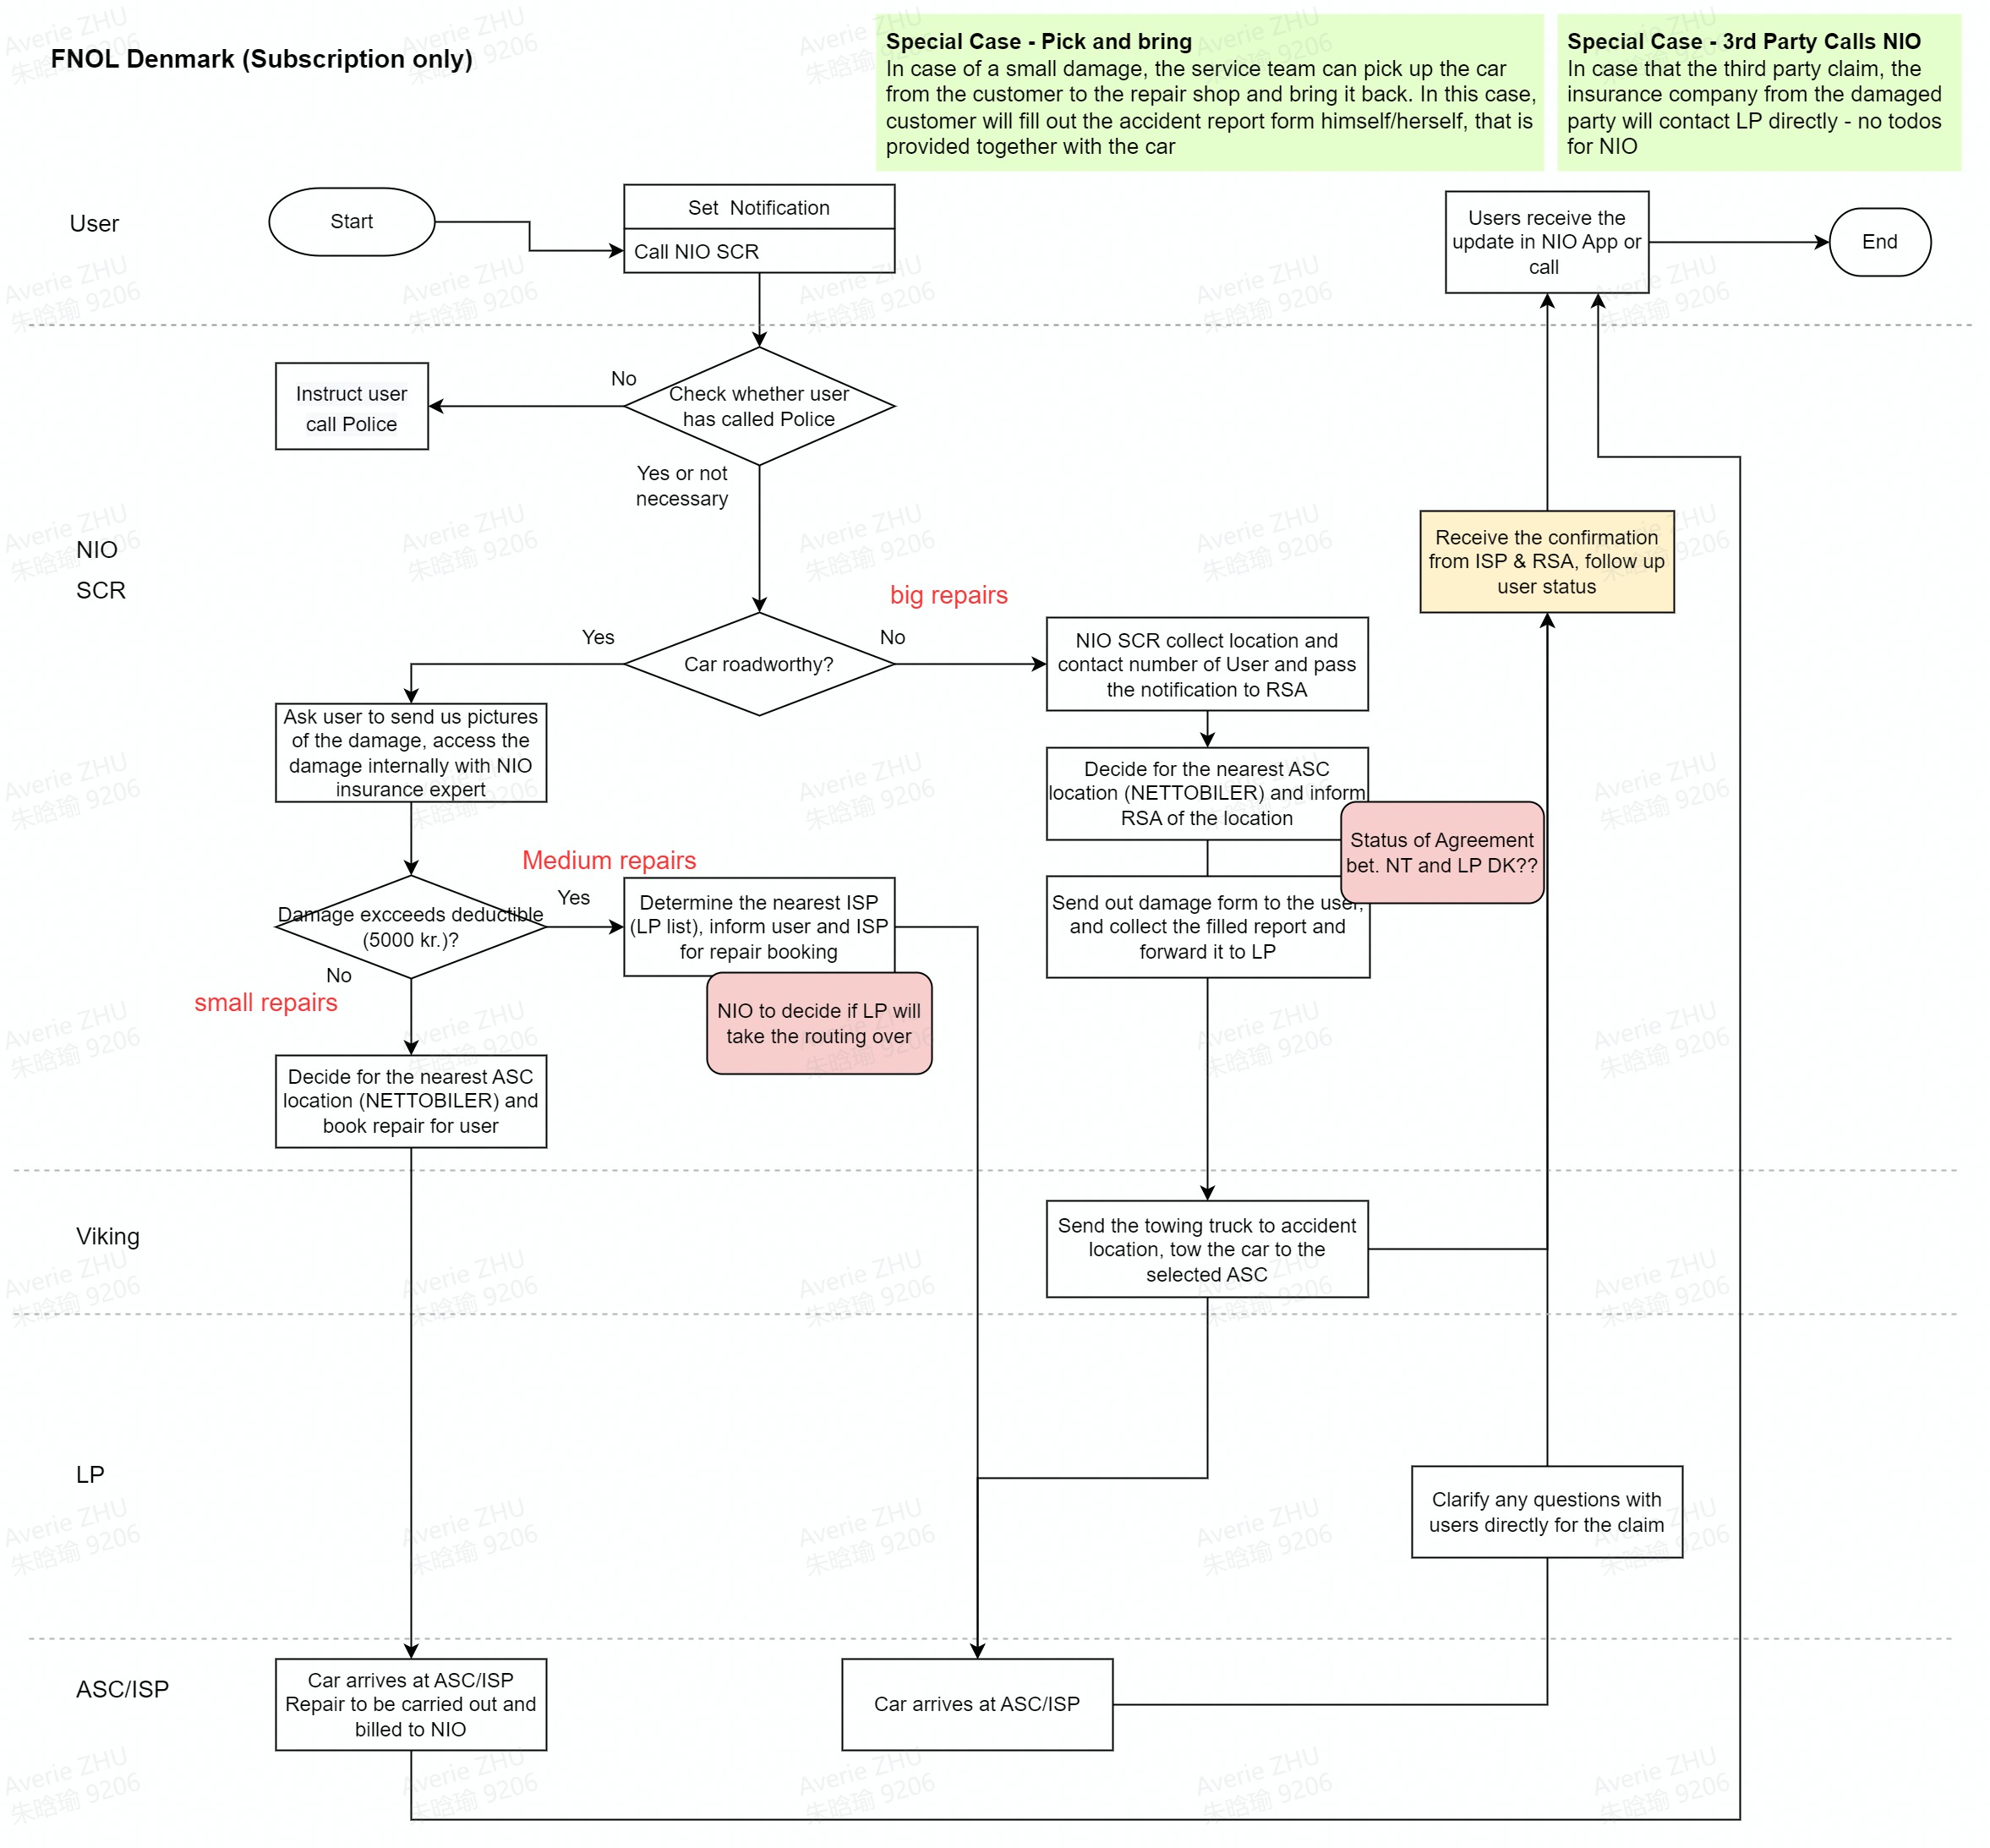 FNOL Denmark (Subscription only)
Special Case - Pick and bring
In case of a small damage, the service team can pick up the car
from the customer to the repair shop and bring it back. In this case,
customer will fill out the accident report form himself/herself, that is
provided together with the car
Special Case - 3rd Party Calls NIO
In case that the third party claim, the
insurance company from the damaged
party will contact LP directly - no todos
for NIO
User
Start
Set  Notification
Call NIO SCR
Users receive the
update in NIO App or
call
End
NIO
SCR
Instruct user
call Police
No
Check whether user
has called Police
Yes or not
necessary
Receive the confirmation
from ISP & RSA, follow up
user status
big repairs
Yes
Car roadworthy?
No
NIO SCR collect location and
contact number of User and pass
the notification to RSA
Ask user to send us pictures
of the damage, access the
damage internally with NIO
insurance expert
Decide for the nearest ASC
location (NETTOBILER) and inform
RSA of the location
Status of Agreement
bet. NT and LP DK??
Medium repairs
Damage excceeds deductible
(5000 kr.)?
Yes
Determine the nearest ISP
(LP list), inform user and ISP
for repair booking
Send out damage form to the user,
and collect the filled report and
forward it to LP
No
small repairs
NIO to decide if LP will
take the routing over
Decide for the nearest ASC
location (NETTOBILER) and
book repair for user
Viking
Send the towing truck to accident
location, tow the car to the
selected ASC
LP
Clarify any questions with
users directly for the claim
ASC/ISP
Car arrives at ASC/ISP
Repair to be carried out and
billed to NIO
Car arrives at ASC/ISP
Averie ZHU
朱晗瑜 9206